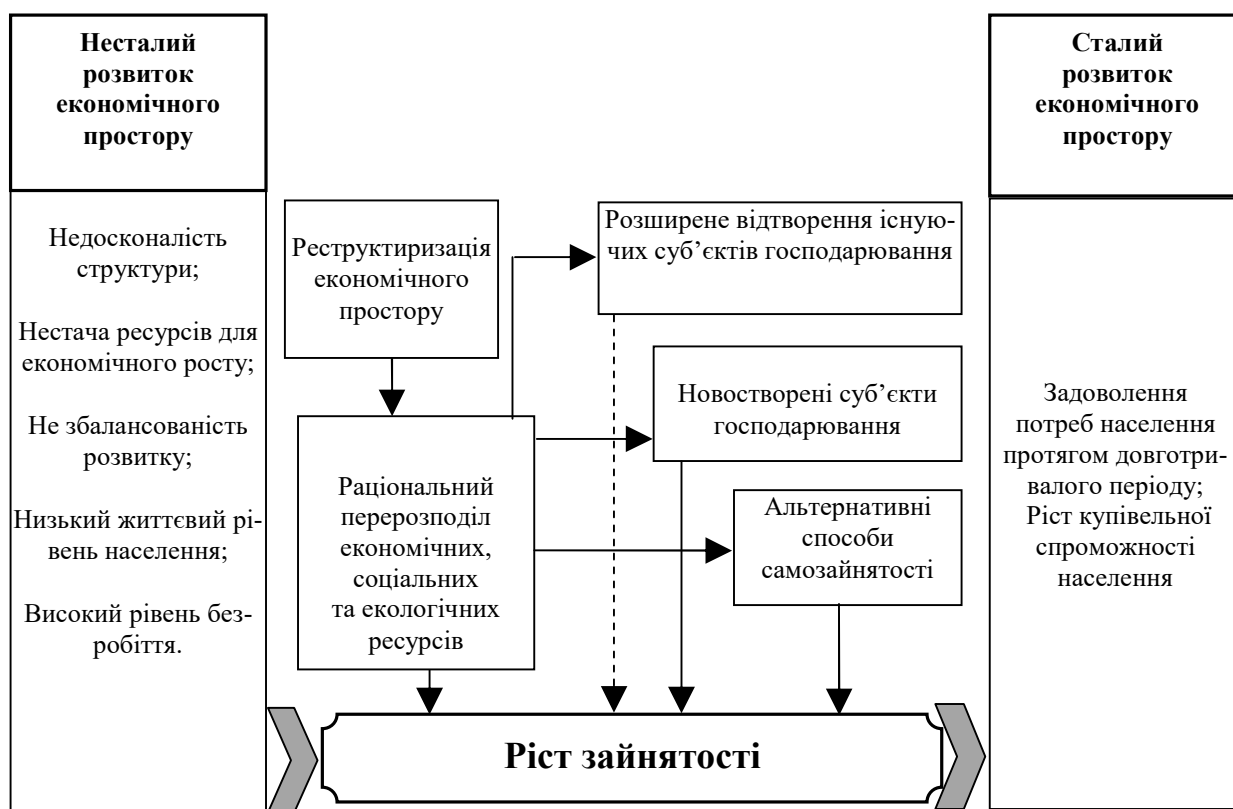 Несталий
розвиток
економічного
простору
Недосконалість
структури;
Нестача ресурсів для
економічного росту;
Не збалансованість
розвитку;
Низький життєвий рі-
вень населення;
Високий рівень без-
робіття.
Реструктиризація
економічного
простору
Раціональний
перерозподіл
економічних,
соціальних
та екологічних
ресурсів
Розширене відтворення існую-
чих суб’єктів господарювання
Новостворені суб’єкти
господарювання
Альтернативні
способи
самозайнятості
Ріст зайнятості
Сталий
розвиток
економічного
простору
Задоволення
потреб населення
протягом довготри-
валого періоду;
Ріст купівельної
спроможності
населення